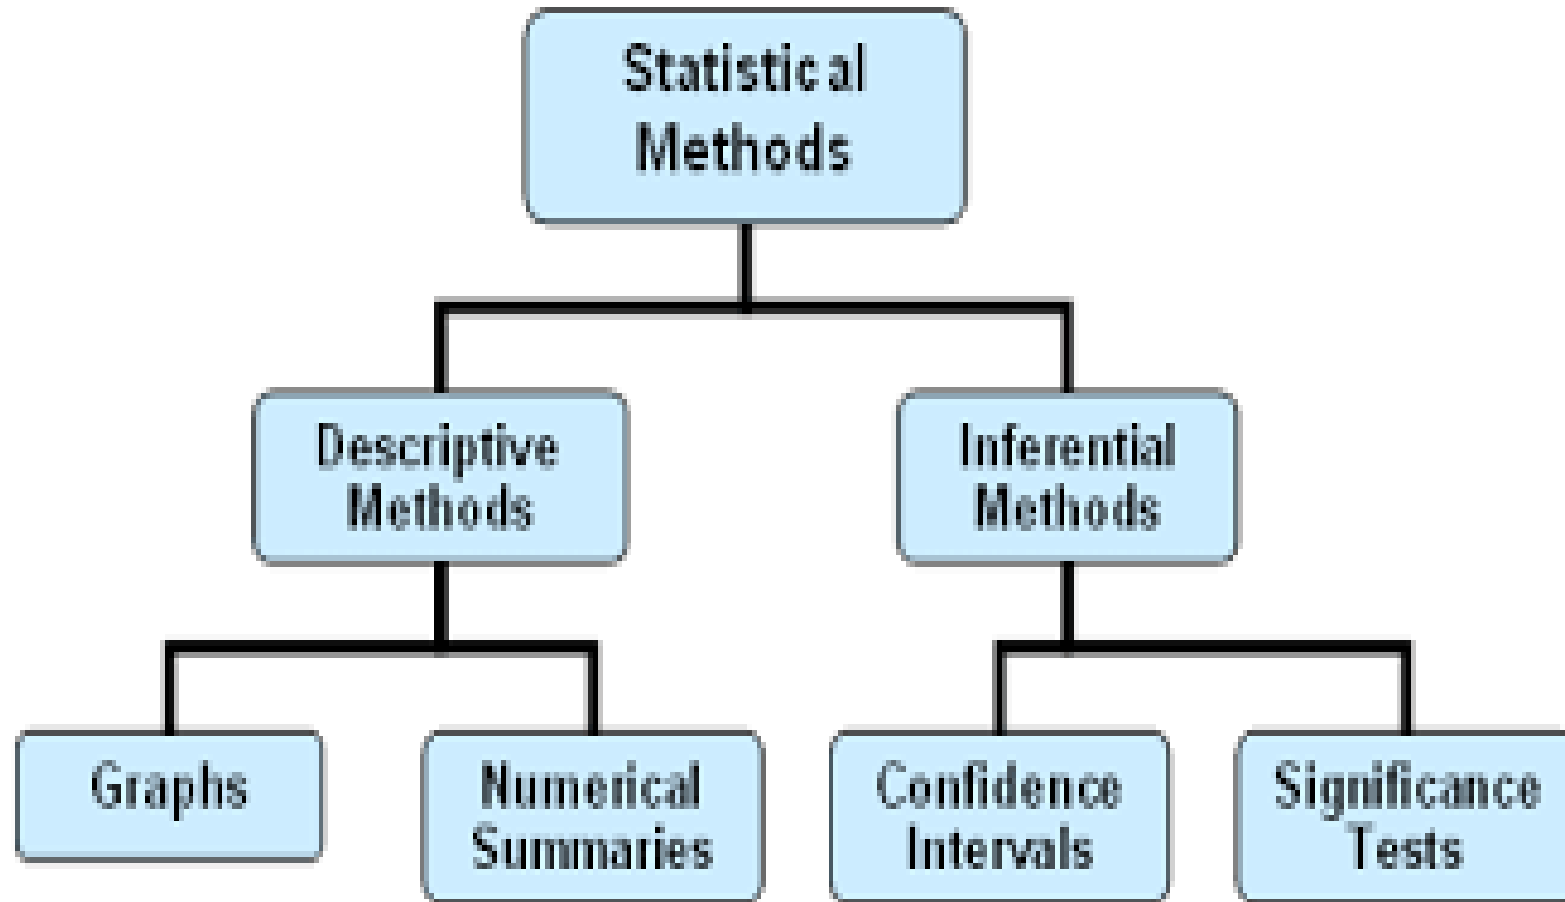 Statistical
Methods
Descriptive
Methods
Inferential
Methods
Graphs
Numerical
Summaries
Confidence
Intervals
Significance
Tests